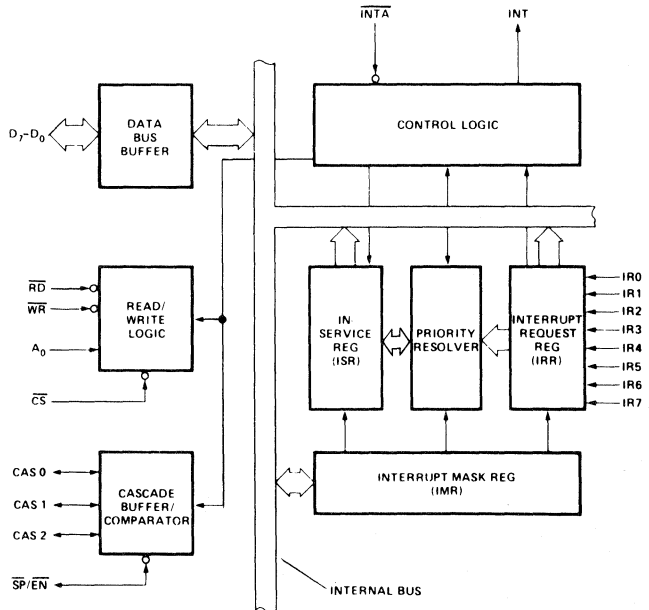 INTA
INT
D7-D0
DATA
BUS
BUFFER
CONTROL LOGIC
RD
WR
A0
CS
READ/
WRITE
LOGIC
IN-
SERVICE
REG
(ISR)
PRIORITY
RESOLVER
INTERRUPT
REQUEST
REG
(IRR)
IR0
IR1
IR2
IR3
IR4
IR5
IR6
IR7
CAS 0
CAS 1
CAS 2
CASCADE
BUFFER/
COMPARATOR
SP/EN
INTERRUPT MASK REG
(IMR)
INTERNAL BUS